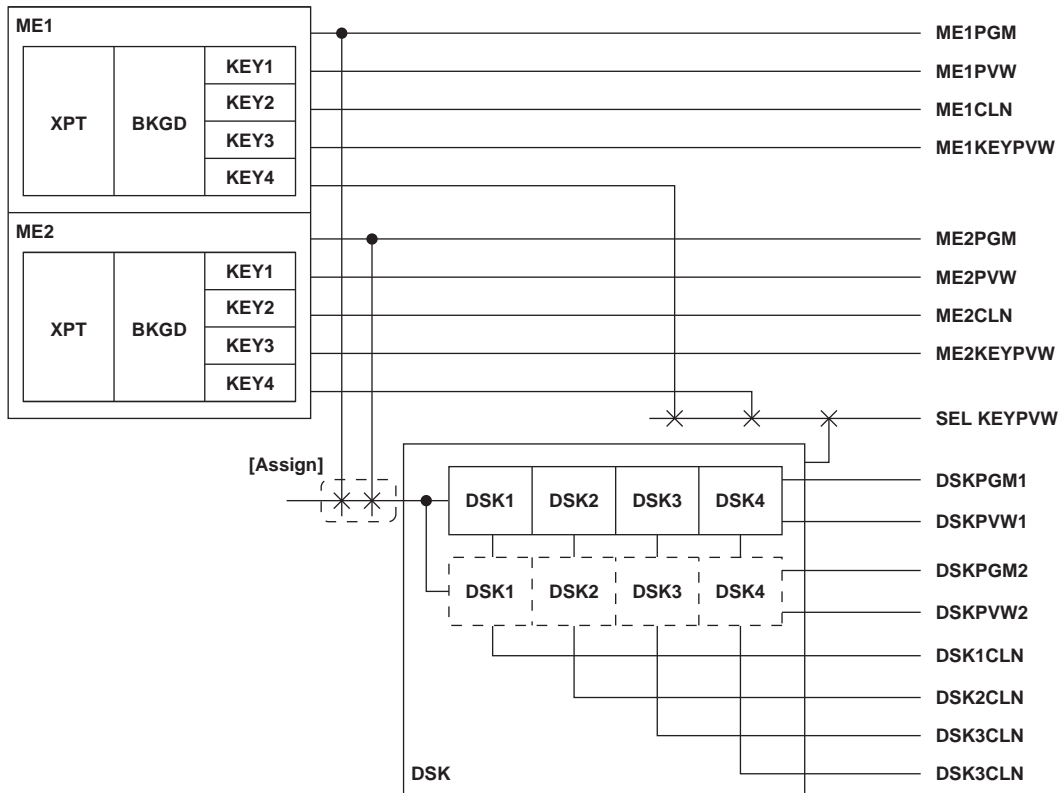 ME1
XPT
BKGD
KEY1
KEY2
KEY3
KEY4
ME1PGM
ME1PVW
ME1CLN
ME1KEYPVW
ME2
XPT
BKGD
KEY1
KEY2
KEY3
KEY4
ME2PGM
ME2PVW
ME2CLN
ME2KEYPVW
SEL KEYPVW
[Assign]
DSK1 DSK2 DSK3 DSK4
DSKPGM1
DSKPVW1
DSK1 DSK2 DSK3 DSK4
DSKPGM2
DSKPVW2
DSK1CLN
DSK2CLN
DSK3CLN
DSK
DSK3CLN